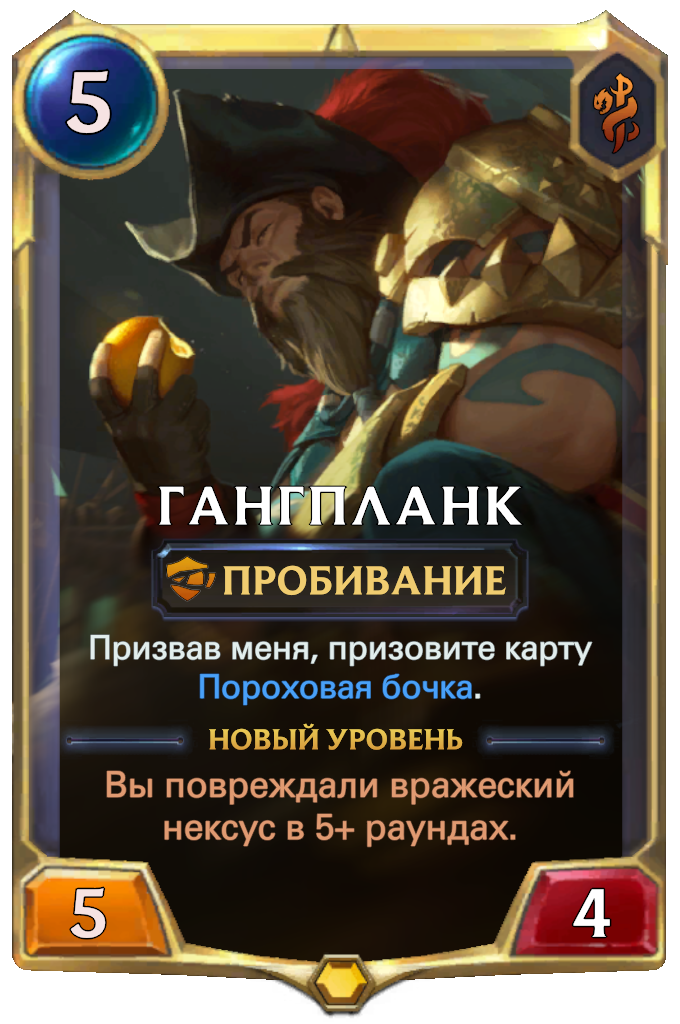 5
ГАНГПЛАНК
ПРОБИВАНИЕ
Призвав меня, призовите карту
Пороховая бочка.
НОВЫЙ УРОВЕНЬ
Вы повреждали вражеский
нексус в 5+ раундах.
5
4